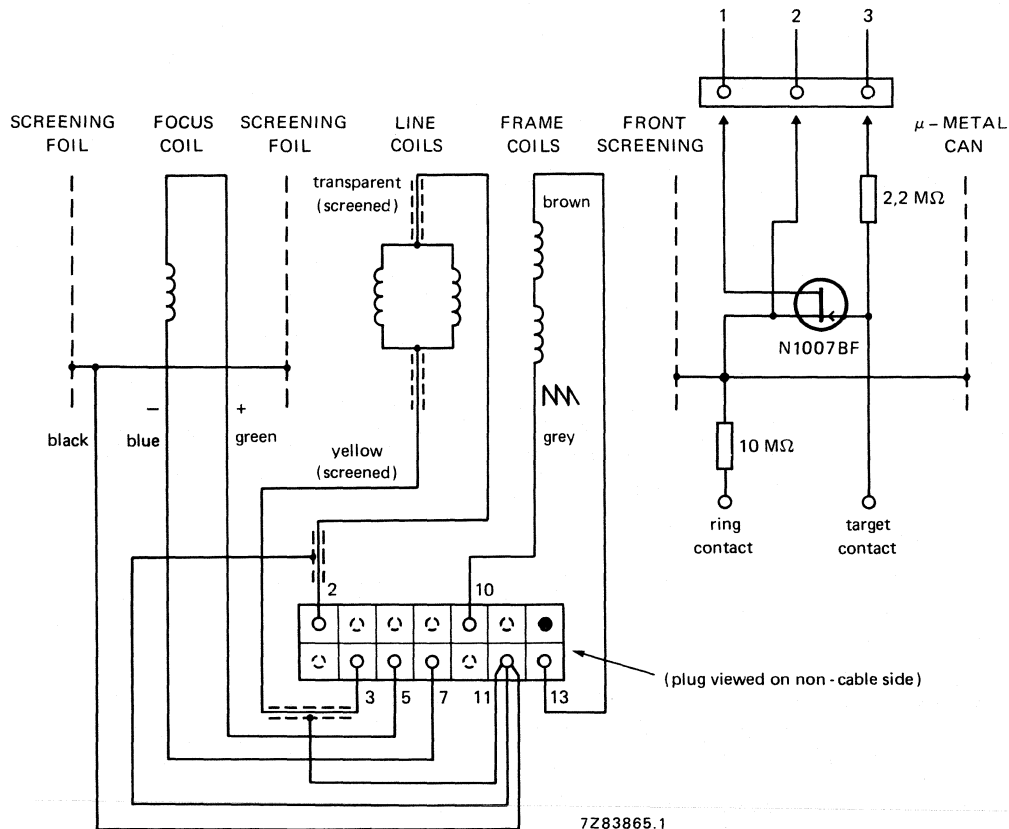 1 2 3
SCREENING FOIL
FOCUS COIL
SCREENING FOIL
LINE COILS
FRAME COILS
FRONT SCREENING
μ-METAL CAN
transparent (screened)
brown
2,2 MΩ
N1007BF
− +
black
blue
green
yellow (screened)
grey
10 MΩ
ring contact
target contact
2 10
3 5 7 11 13
(plug viewed on non-cable side)
7Z83865.1